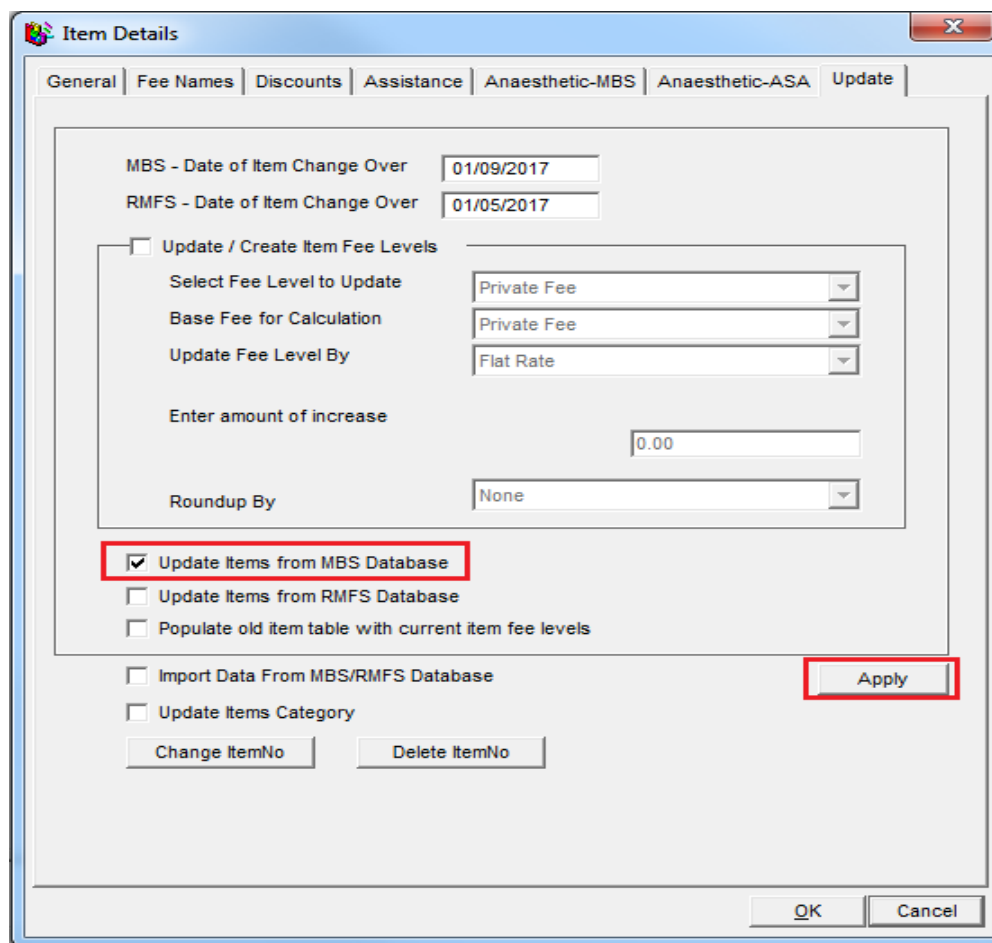 Item Details
General Fee Names Discounts Assistance Anaesthetic-MBS Anaesthetic-ASA Update
MBS - Date of Item Change Over 01/09/2017
RMFS - Date of Item Change Over 01/05/2017
Update / Create Item Fee Levels
Select Fee Level to Update Private Fee
Base Fee for Calculation Private Fee
Update Fee Level By Flat Rate
Enter amount of increase
0.00
Roundup By None
Update Items from MBS Database
Update Items from RMFS Database
Populate old item table with current item fee levels
Import Data From MBS/RMFS Database Apply
Update Items Category
Change ItemNo Delete ItemNo
OK Cancel